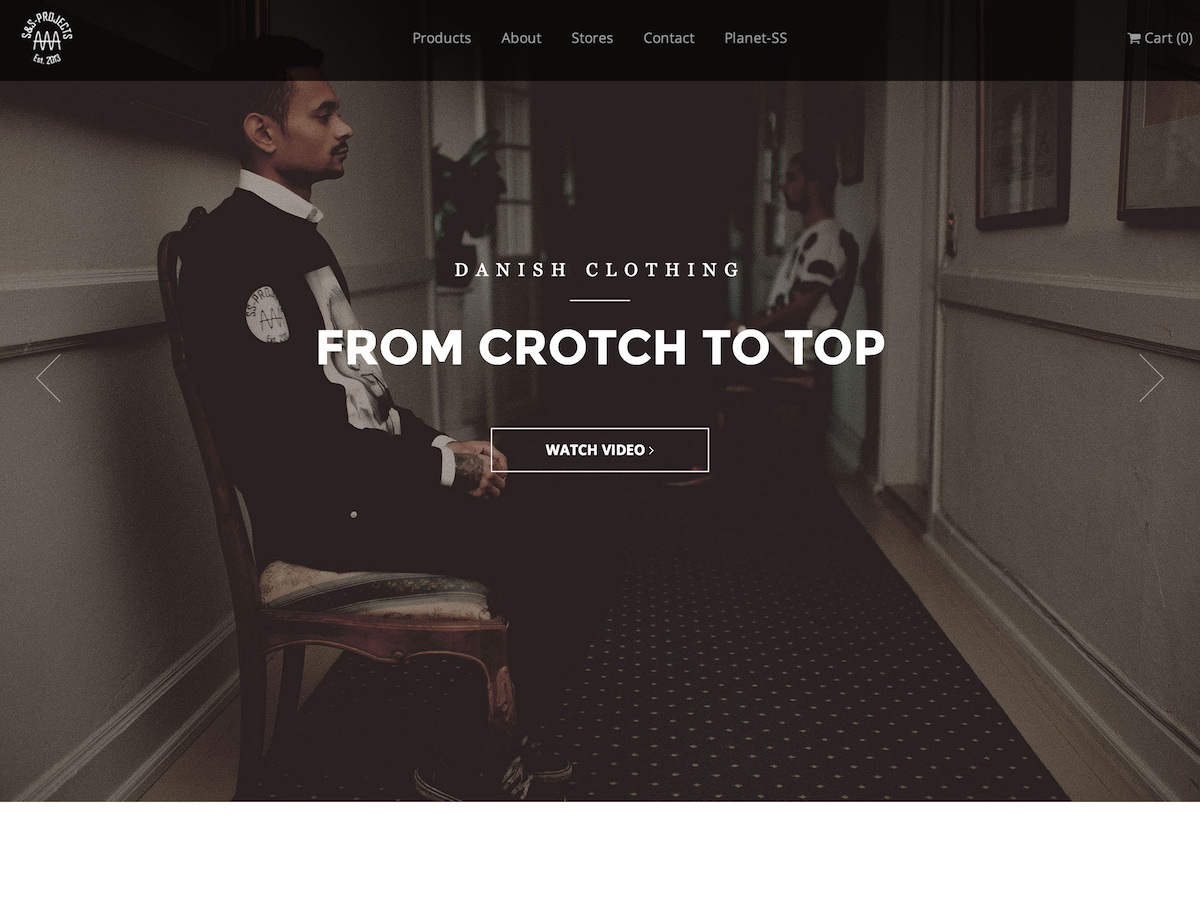 S&S-PROJECTS
Est. 2013
Products
About
Stores
Contact
Planet-SS
Cart (0)
DANISH CLOTHING
FROM CROTCH TO TOP
WATCH VIDEO